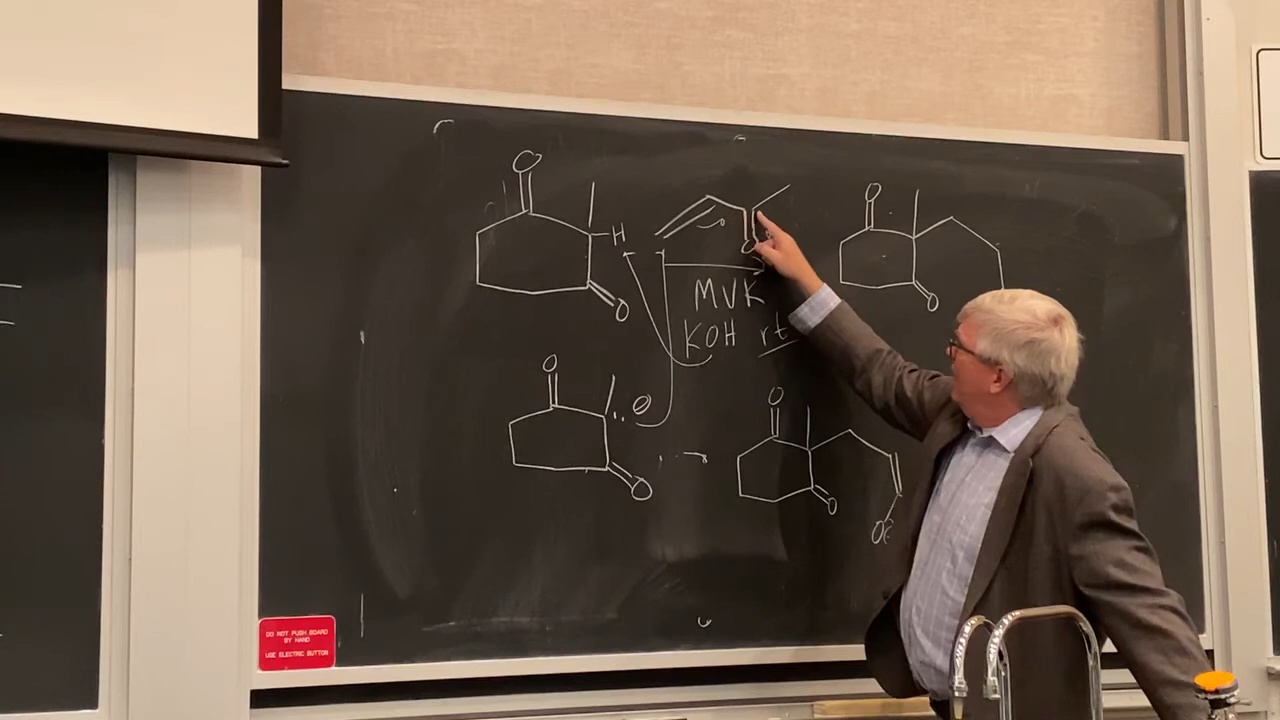 O
H
O
O
MVK
KOH rt
O
O
O
⊖
O
O
O
O⊖
DO NOT PUSH BOARD
BY HAND
USE ELECTRIC BUTTON